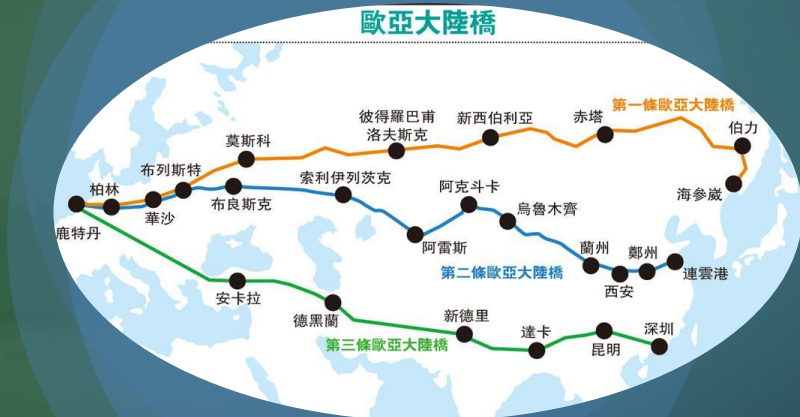 歐亞大陸橋
第一條歐亞大陸橋
彼得羅巴甫
洛夫斯克
新西伯利亞
赤塔
伯力
莫斯科
海參崴
布列斯特
柏林
華沙
鹿特丹
布良斯克
索利伊列茨克
阿克斗卡
烏魯木齊
阿雷斯
蘭州
鄭州
第二條歐亞大陸橋
西安
連雲港
安卡拉
德黑蘭
新德里
達卡
昆明
深圳
第三條歐亞大陸橋